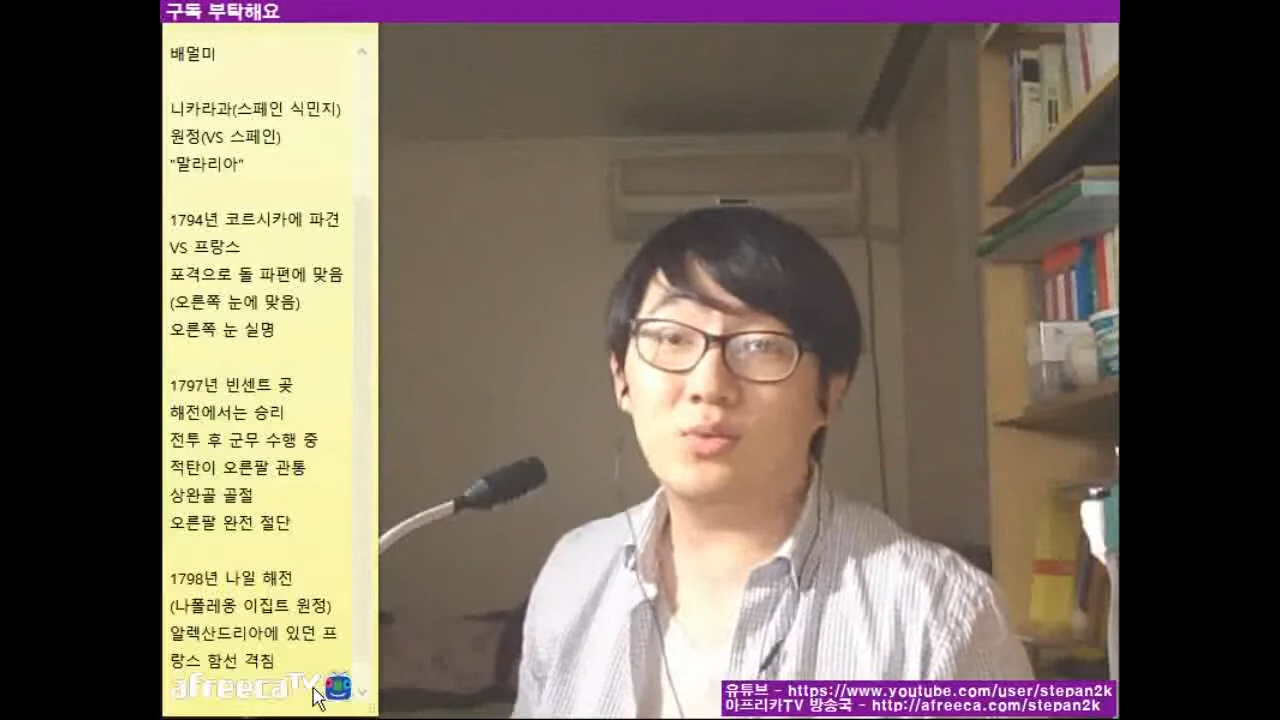 구독 부탁해요
배멀미
니카라과(스페인 식민지)
원정(VS 스페인)
"말라리아"
1794년 코르시카에 파견
VS 프랑스
포격으로 돌 파편에 맞음
(오른쪽 눈에 맞음)
오른쪽 눈 실명
1797년 빈센트 곶
해전에서는 승리
전투 후 군무 수행 중
적탄이 오른팔 관통
상완골 골절
오른팔 완전 절단
1798년 나일 해전
(나폴레옹 이집트 원정)
알렉산드리아에 있던 프
랑스 함선 격침
afreecaTV
유튜브 - https://www.youtube.com/user/stepan2k
아프리카TV 방송국 - http://afreeca.com/stepan2k